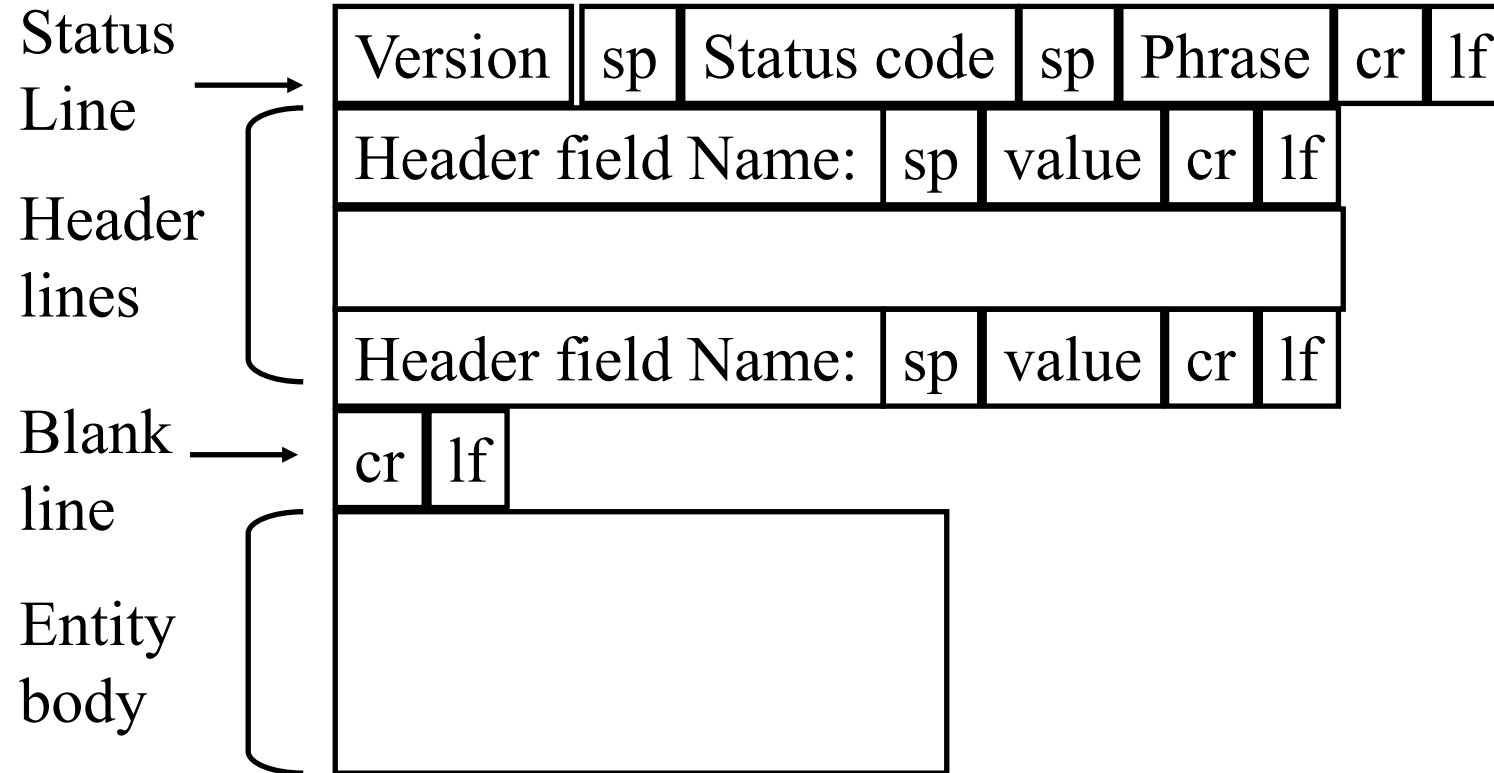 Status
Line
Version sp Status code sp Phrase cr lf
Header field Name: sp value cr lf
Header
lines
Header field Name: sp value cr lf
Blank
line
cr lf
Entity
body